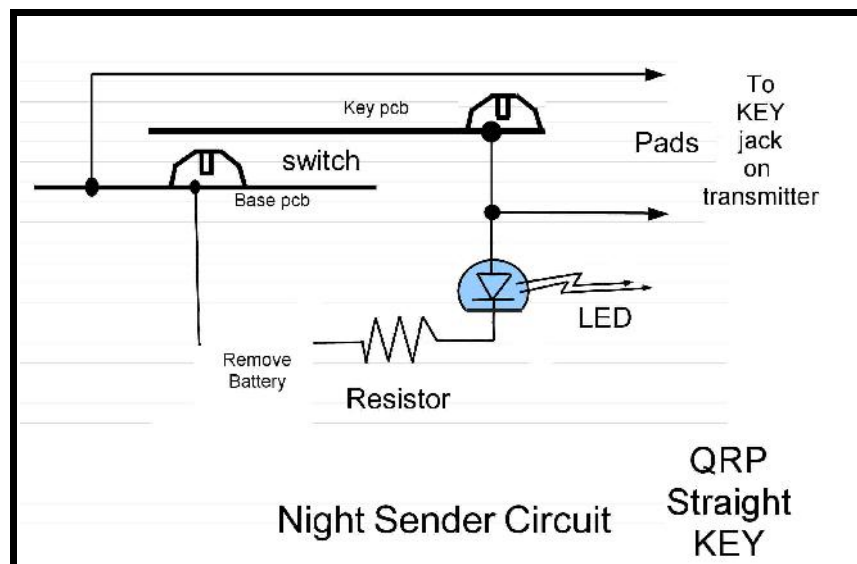 Key pcb
To
KEY
jack
on
transmitter
Pads
switch
Base pcb
LED
Remove
Battery
Resistor
QRP
Straight
KEY
Night Sender Circuit